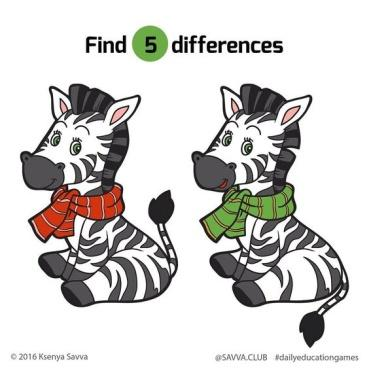 Find 5 differences
© 2016 Ksenya Savva
@SAVVA.CLUB #dailyeducationgames